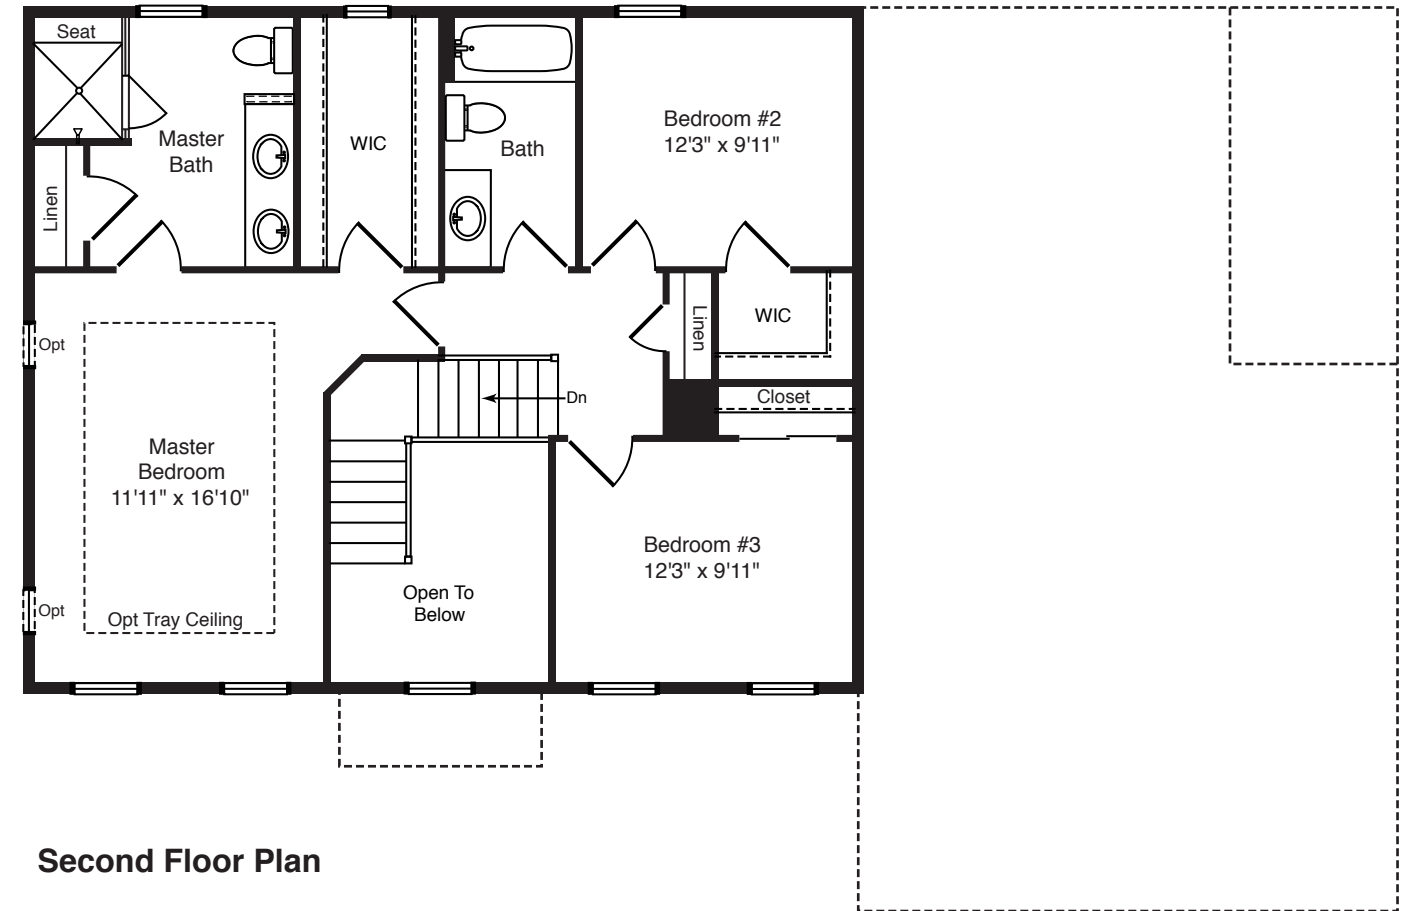 Seat
Master
Bath
Linen
WIC
Bath
Bedroom #2
12'3" x 9'11"
Linen
WIC
Closet
Dn
Opt
Master
Bedroom
11'11" x 16'10"
Opt
Opt Tray Ceiling
Open To
Below
Bedroom #3
12'3" x 9'11"
Second Floor Plan